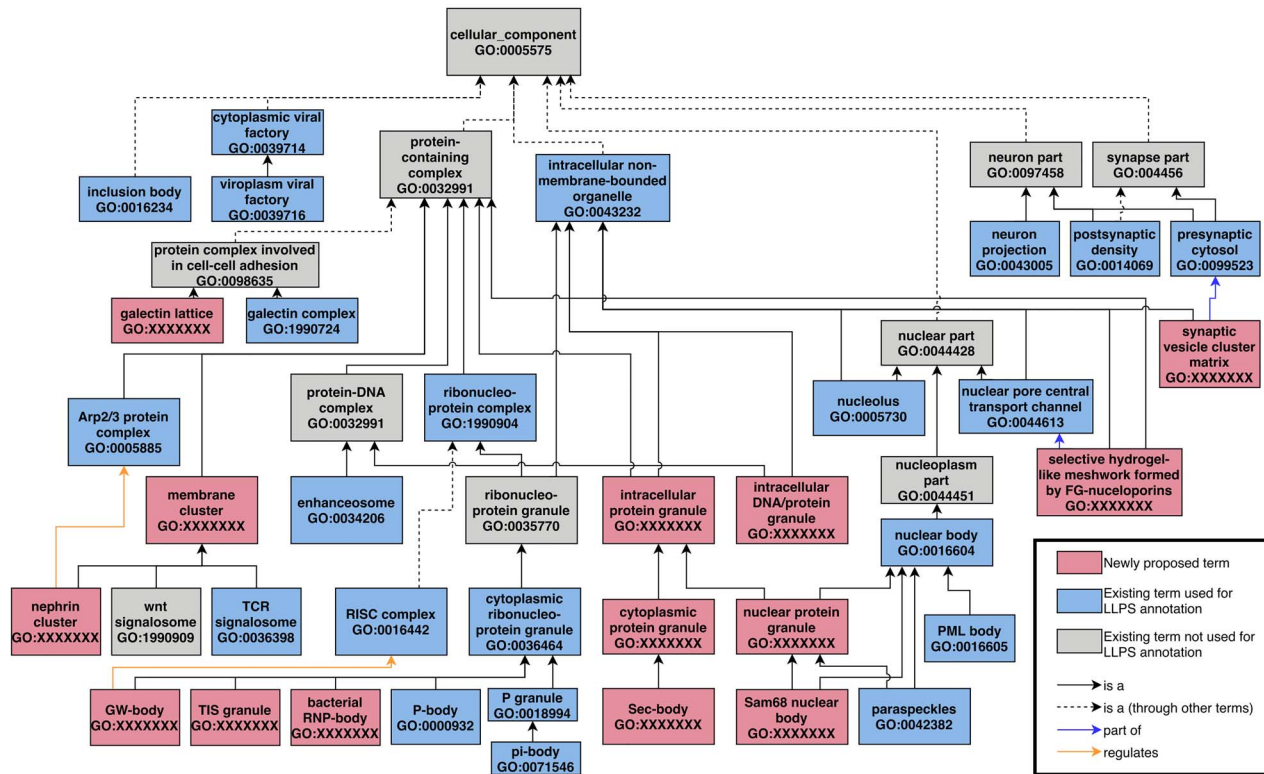 cellular_component
GO:0005575
cytoplasmic viral
factory
GO:0039714
protein-
containing
complex
GO:0032991
intracellular non-
membrane-bounded
organelle
GO:0043232
neuron part
GO:0097458
synapse part
GO:004456
inclusion body
GO:0016234
viroplasm viral
factory
GO:0039716
neuron
projection
GO:0043005
postsynaptic
density
GO:0014069
presynaptic
cytosol
GO:0099523
protein complex involved
in cell-cell adhesion
GO:0098635
galectin lattice
GO:XXXXXXX
galectin complex
GO:1990724
nuclear part
GO:0044428
synaptic
vesicle cluster
matrix
GO:XXXXXXX
Arp2/3 protein
complex
GO:0005885
protein-DNA
complex
GO:0032991
ribonucleo-
protein complex
GO:1990904
nucleolus
GO:0005730
nuclear pore central
transport channel
GO:0044613
membrane
cluster
GO:XXXXXXX
enhanceosome
GO:0034206
ribonucleo-
protein granule
GO:0035770
intracellular
protein granule
GO:XXXXXXX
intracellular
DNA/protein
granule
GO:XXXXXXX
nucleoplasm
part
GO:0044451
selective hydrogel-
like meshwork formed
by FG-nuceloporins
GO:XXXXXXX
nuclear body
GO:0016604
nephrin
cluster
GO:XXXXXXX
wnt
signalosome
GO:1990909
TCR
signalosome
GO:0036398
RISC complex
GO:0016442
cytoplasmic
ribonucleo-
protein granule
GO:0036464
cytoplasmic
protein granule
GO:XXXXXXX
nuclear protein
granule
GO:XXXXXXX
PML body
GO:0016605
GW-body
GO:XXXXXXX
TIS granule
GO:XXXXXXX
bacterial
RNP-body
GO:XXXXXXX
P-body
GO:0000932
P granule
GO:0018994
pi-body
GO:0071546
Sec-body
GO:XXXXXXX
Sam68 nuclear
body
GO:XXXXXXX
paraspeckles
GO:0042382
Newly proposed term
Existing term used for
LLPS annotation
Existing term not used for
LLPS annotation
is a
is a (through other terms)
part of
regulates